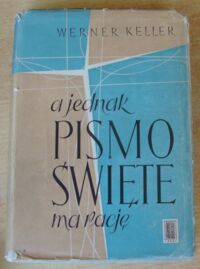 WERNER KELLER
a jednak
PISMO
ŚWIĘTE
ma rację